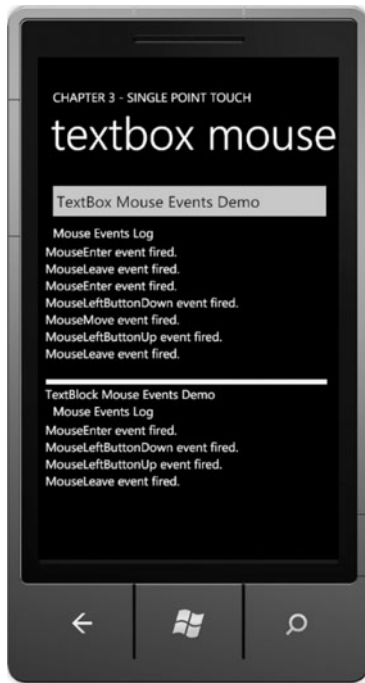 CHAPTER 3 - SINGLE POINT TOUCH
textbox mouse
TextBox Mouse Events Demo
Mouse Events Log
MouseEnter event fired.
MouseLeave event fired.
MouseEnter event fired.
MouseLeftButtonDown event fired.
MouseMove event fired.
MouseLeftButtonUp event fired.
MouseLeave event fired.
TextBlock Mouse Events Demo
Mouse Events Log
MouseEnter event fired.
MouseLeftButtonDown event fired.
MouseLeftButtonUp event fired.
MouseLeave event fired.